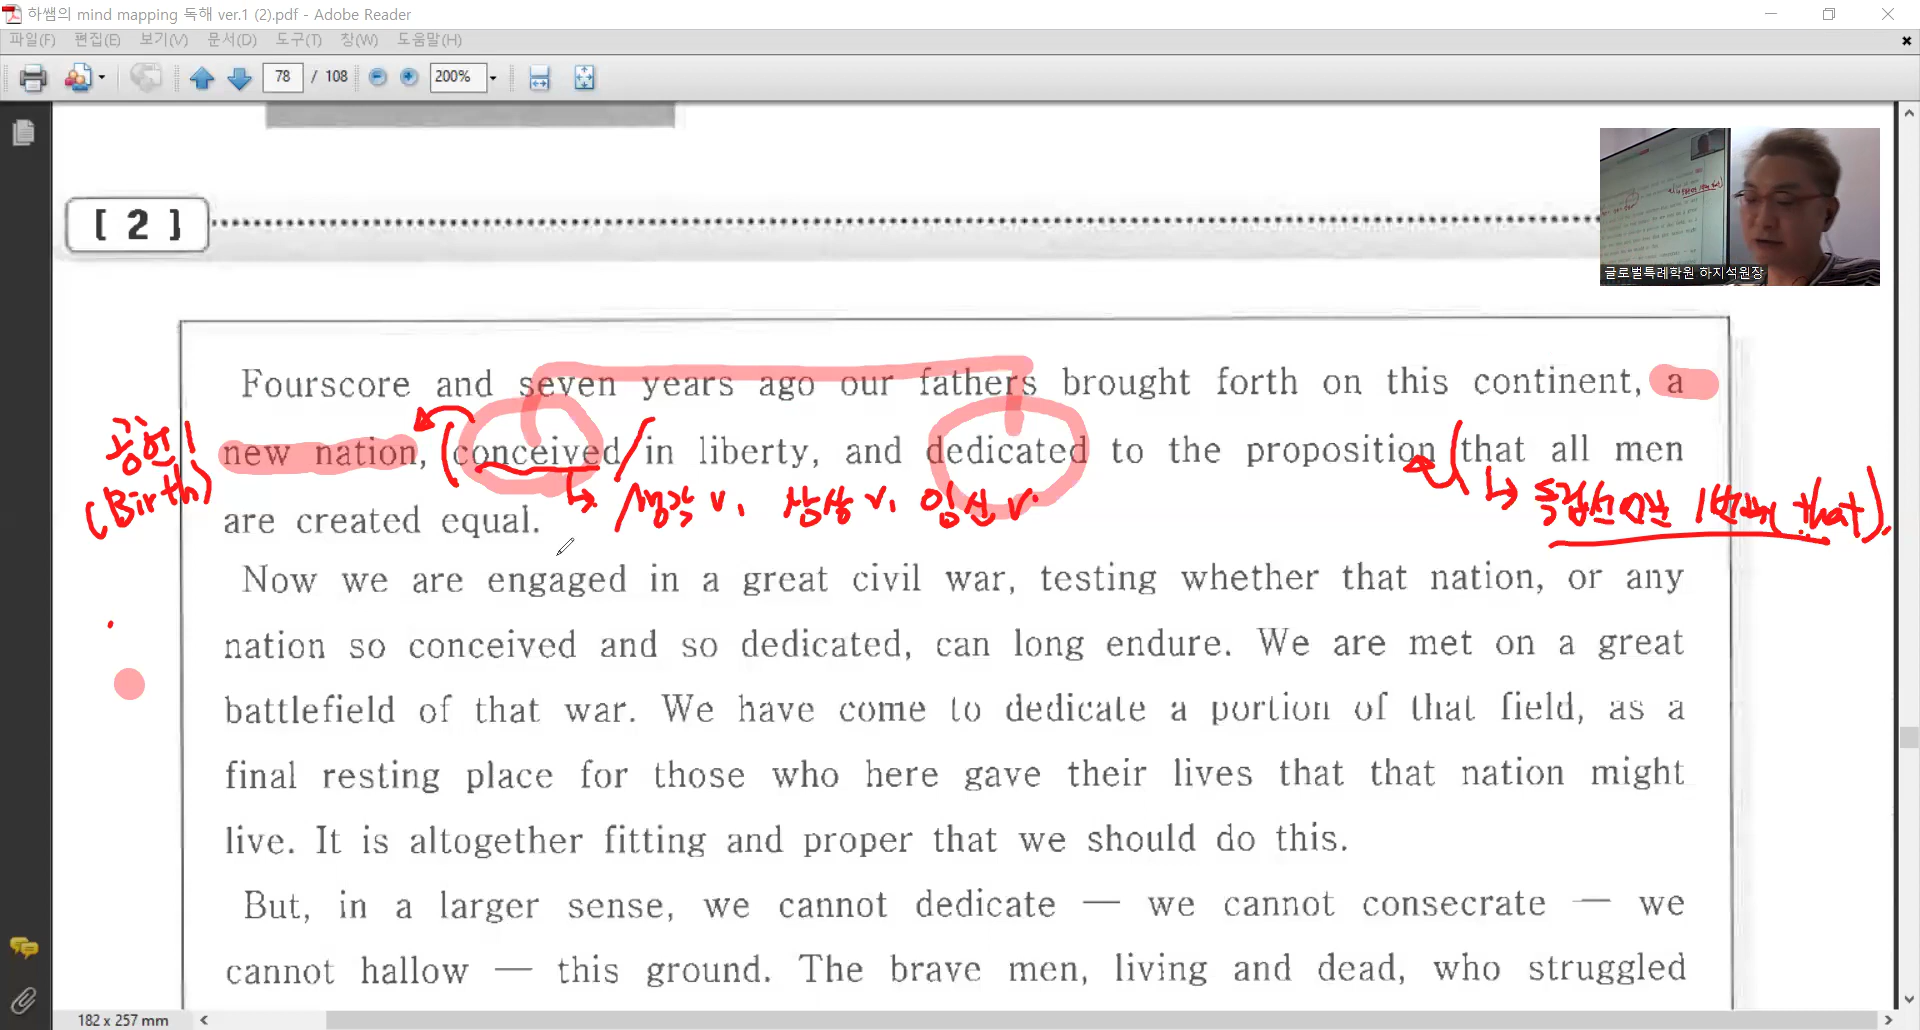 하쌤의 mind mapping 독해 ver.1 (2).pdf - Adobe Reader
파일(F) 편집(E) 보기(V) 문서(D) 도구(T) 창(W) 도움말(H)
78 / 108 200%
글로벌특례학원 하지석원장
[ 2 ]
Fourscore and seven years ago our fathers brought forth on this continent, a
new nation, conceived in liberty, and dedicated to the proposition that all men
(Birth)
생각 v, 상상 v, 임신 v
that).
are created equal.
Now we are engaged in a great civil war, testing whether that nation, or any
nation so conceived and so dedicated, can long endure. We are met on a great
battlefield of that war. We have come to dedicate a portion of that field, as a
final resting place for those who here gave their lives that that nation might
live. It is altogether fitting and proper that we should do this.
But, in a larger sense, we cannot dedicate — we cannot consecrate — we
cannot hallow — this ground. The brave men, living and dead, who struggled
182 x 257 mm